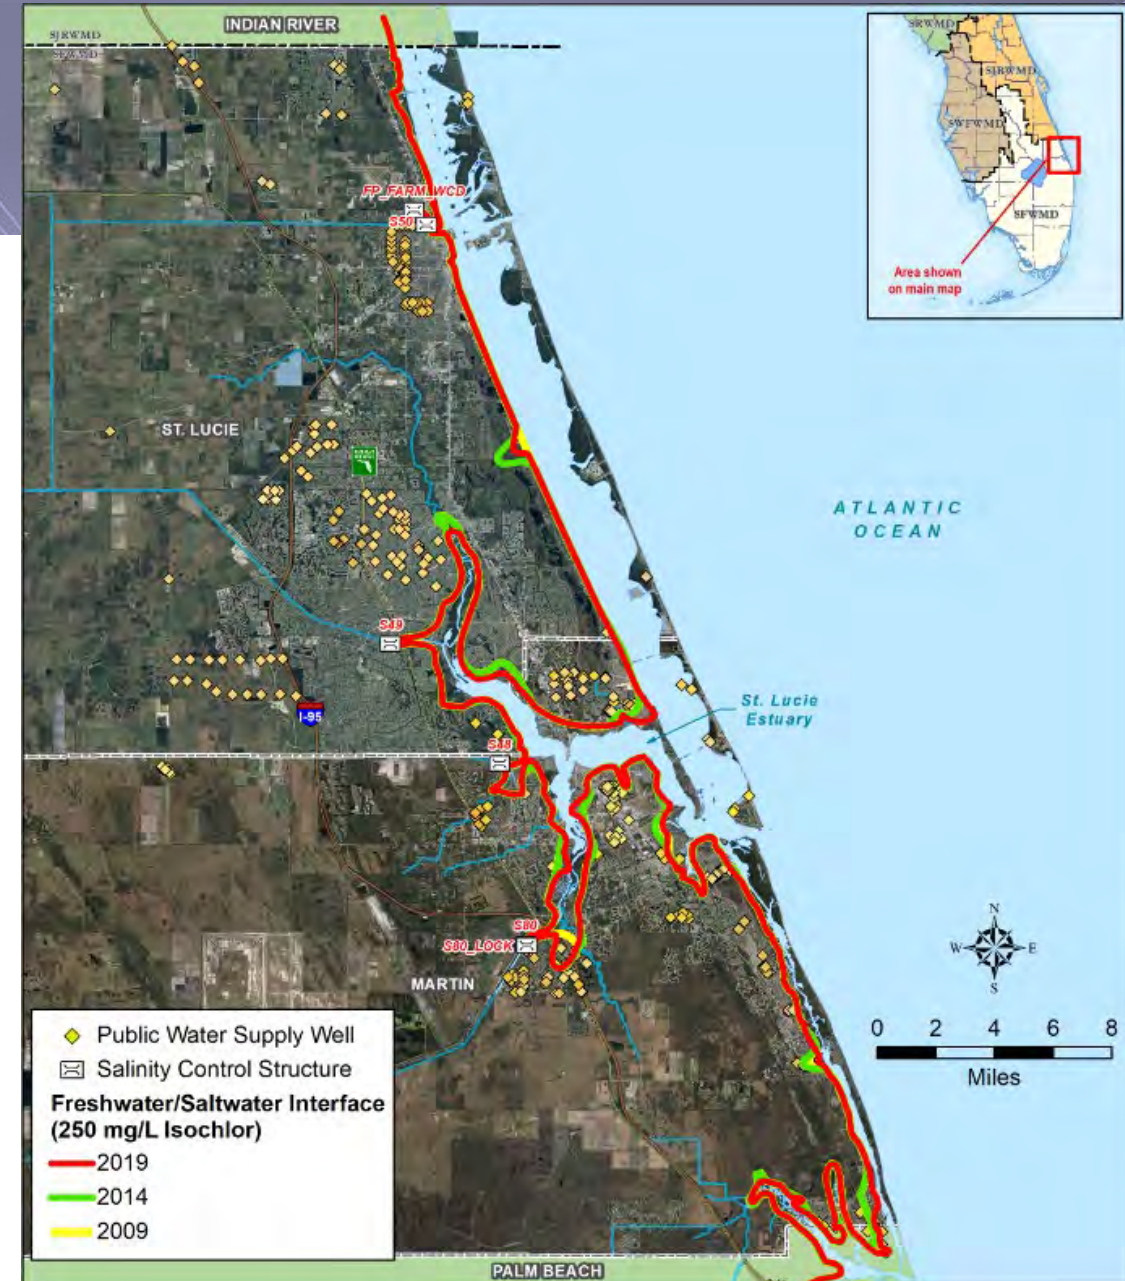 INDIAN RIVER
SJRWMD
SFWMD
SRWMD
SJRWMD
SWFWMD
SFWMD
Area shown
on main map
FP_FARM_WCD
S50
ST. LUCIE
ATLANTIC
OCEAN
S49
I-95
St. Lucie
Estuary
S48
S80
S80_LOCK
MARTIN
N
W
E
S
0 2 4 6 8
Miles
Public Water Supply Well
Salinity Control Structure
Freshwater/Saltwater Interface
(250 mg/L Isochlor)
2019
2014
2009
PALM BEACH